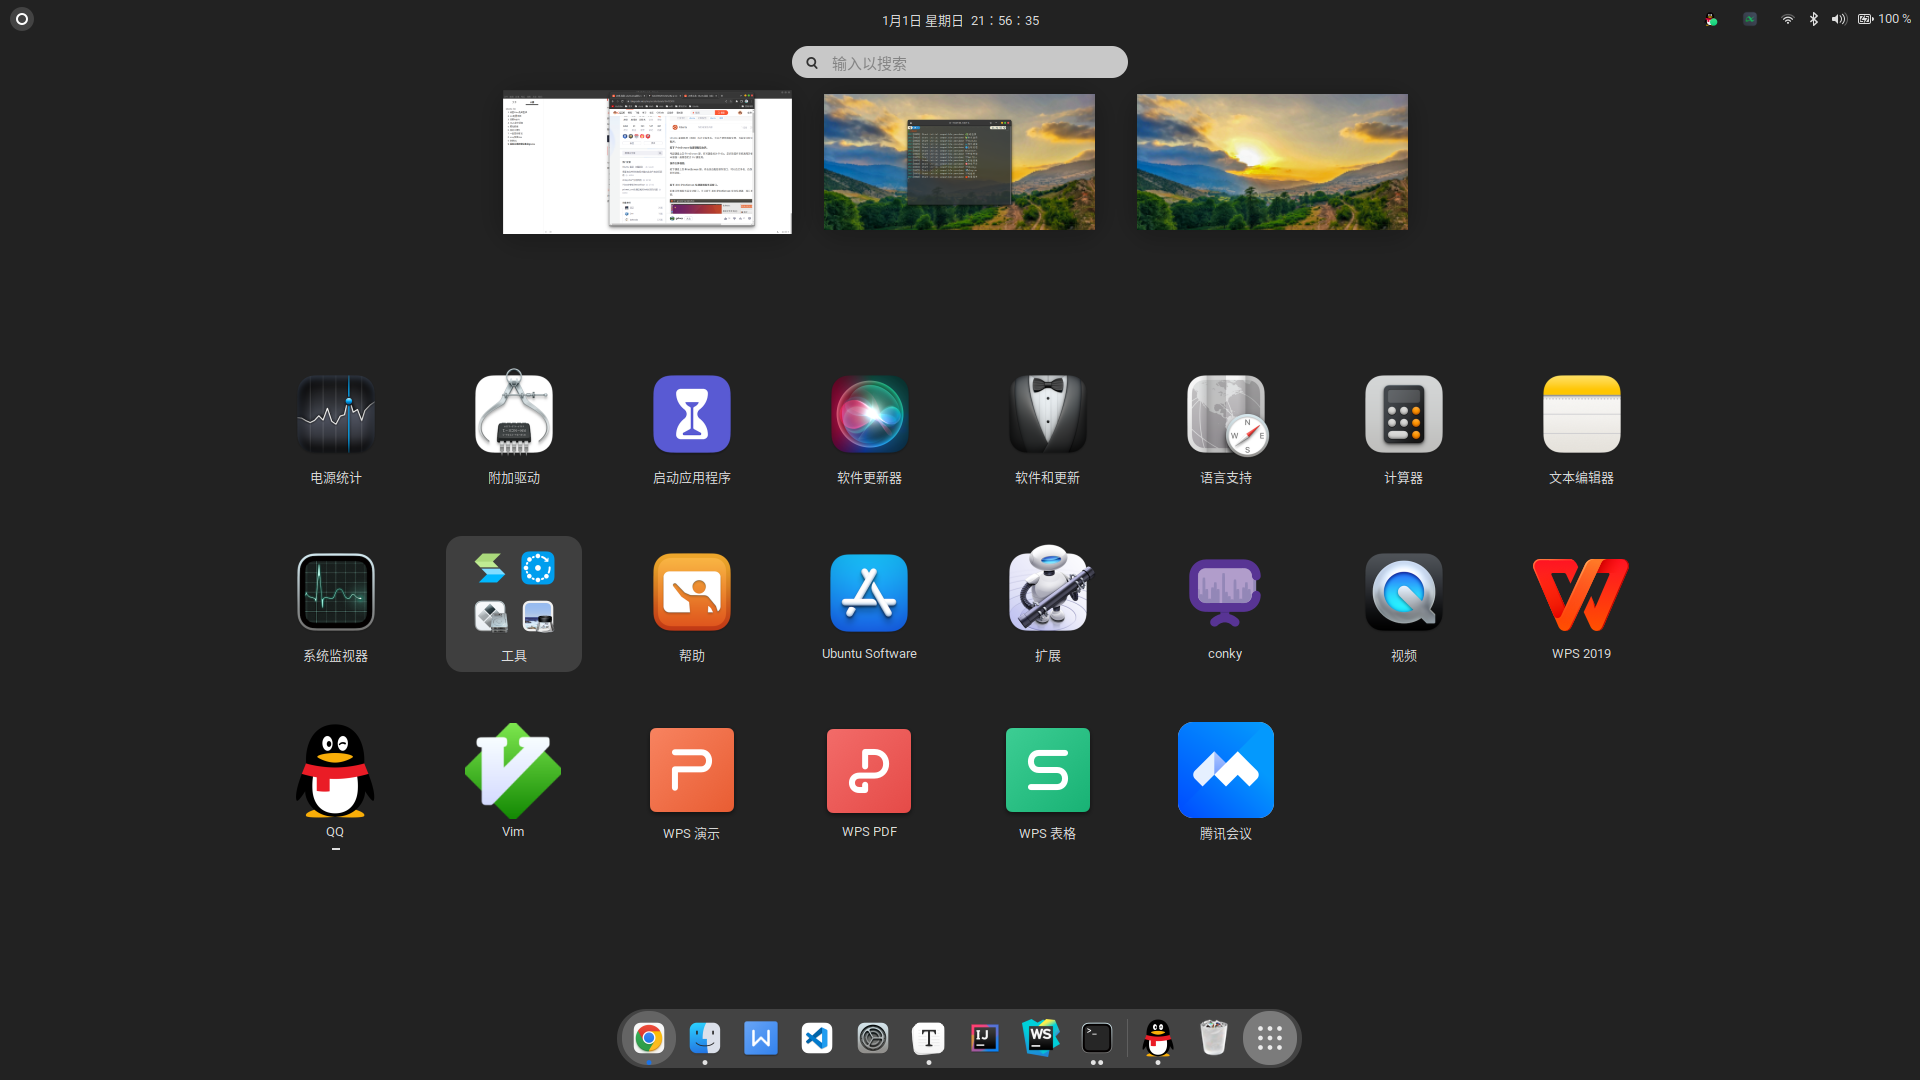 1月1日 星期日 21：56：35
100 %
输入以搜索
电源统计
附加驱动
启动应用程序
软件更新器
软件和更新
语言支持
计算器
文本编辑器
系统监视器
工具
帮助
Ubuntu Software
扩展
conky
视频
WPS 2019
QQ
Vim
WPS 演示
WPS PDF
WPS 表格
腾讯会议